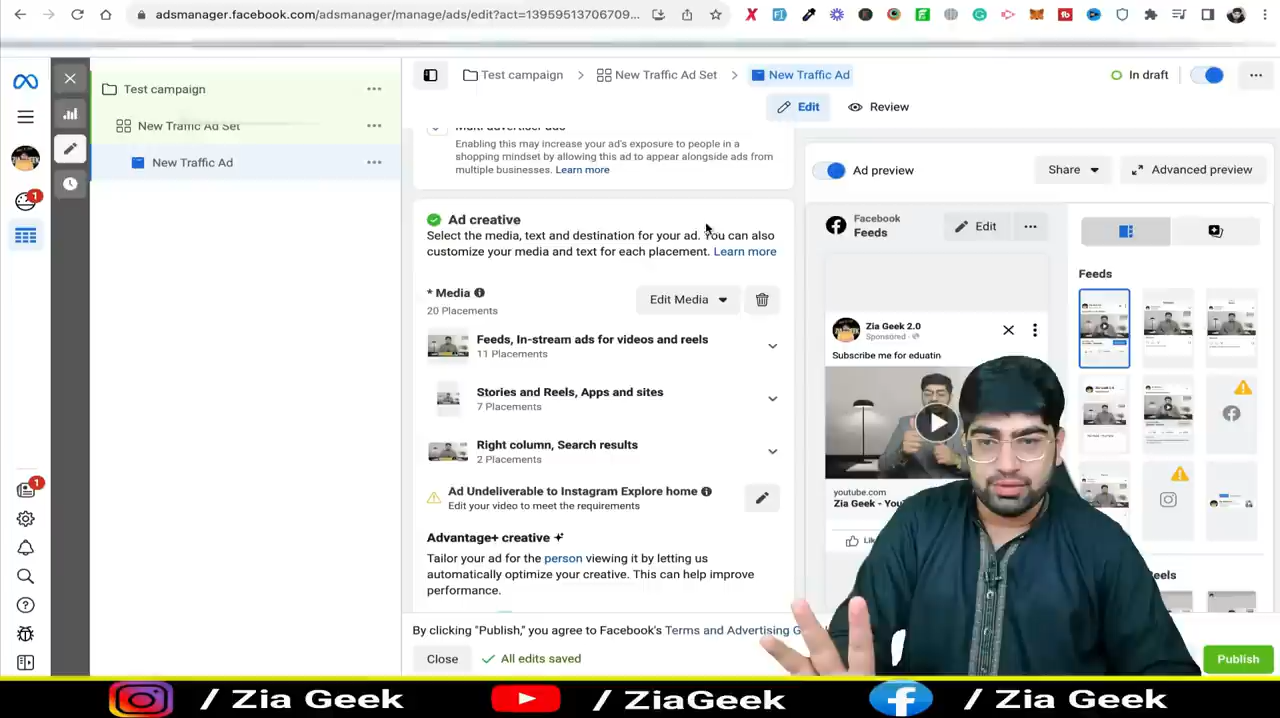 adsmanager.facebook.com/adsmanager/manage/ads/edit?act=13959513706709...
Test campaign
New Traffic Ad Set
New Traffic Ad
Test campaign
New Traffic Ad Set
New Traffic Ad
In draft
Edit
Review
Multi advertiser ads
Enabling this may increase your ad's exposure to people in a
shopping mindset by allowing this ad to appear alongside ads from
multiple businesses. Learn more
Ad creative
Select the media, text and destination for your ad. You can also
customize your media and text for each placement. Learn more
* Media
20 Placements
Edit Media
Feeds, In-stream ads for videos and reels
11 Placements
Stories and Reels, Apps and sites
7 Placements
Right column, Search results
2 Placements
Ad Undeliverable to Instagram Explore home
Edit your video to meet the requirements
Advantage+ creative
Tailor your ad for the person viewing it by letting us
automatically optimize your creative. This can help improve
performance.
By clicking "Publish," you agree to Facebook's Terms and Advertising G
Close
All edits saved
Ad preview
Share
Advanced preview
Facebook
Feeds
Edit
Zia Geek 2.0
Sponsored
Subscribe me for eduatin
youtube.com
Zia Geek - You
Lik
Feeds
eels
1
1
Publish
/ Zia Geek
/ ZiaGeek
/ Zia Geek